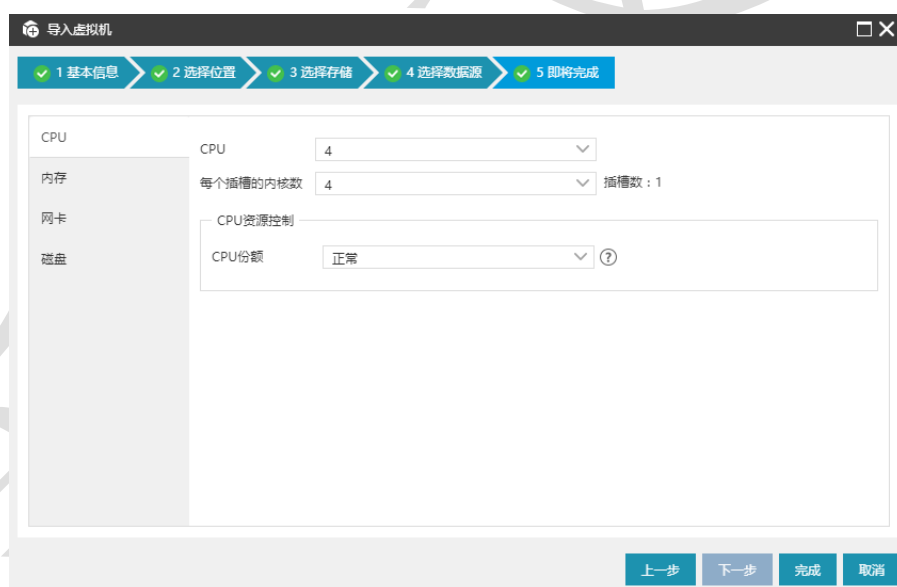 导入虚拟机
1 基本信息 2 选择位置 3 选择存储 4 选择数据源 5 即将完成
CPU
内存
网卡
磁盘
CPU 4
每个插槽的内核数 4 插槽数：1
CPU资源控制
CPU份额 正常 ?
上一步 下一步 完成 取消